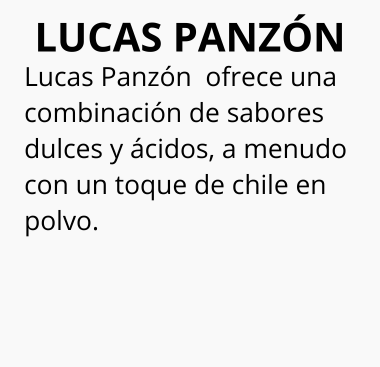 LUCAS PANZÓN
Lucas Panzón  ofrece una
combinación de sabores
dulces y ácidos, a menudo
con un toque de chile en
polvo.